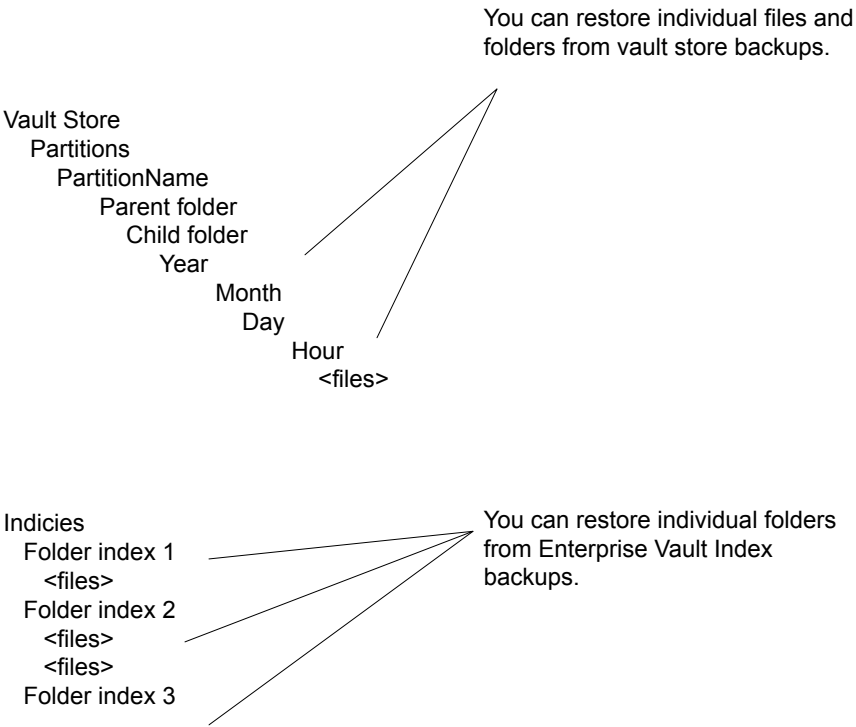 You can restore individual files and
folders from vault store backups.
Vault Store
Partitions
PartitionName
Parent folder
Child folder
Year
Month
Day
Hour
<files>
Indicies
Folder index 1
<files>
Folder index 2
<files>
<files>
Folder index 3
You can restore individual folders
from Enterprise Vault Index
backups.